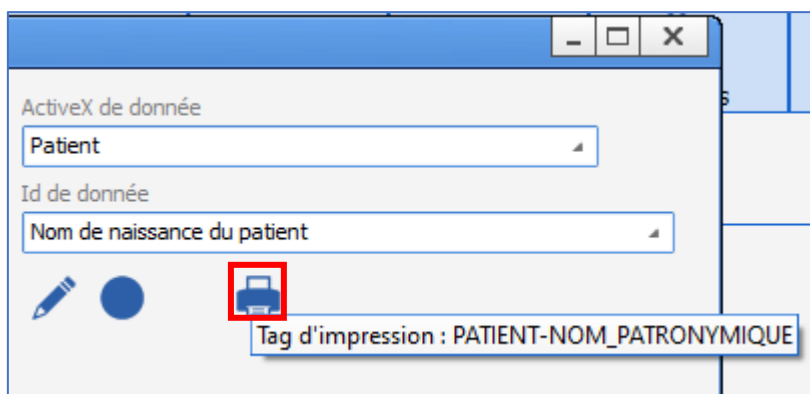 ActiveX de donnée
Patient
Id de donnée
Nom de naissance du patient
Tag d'impression : PATIENT-NOM_PATRONYMIQUE